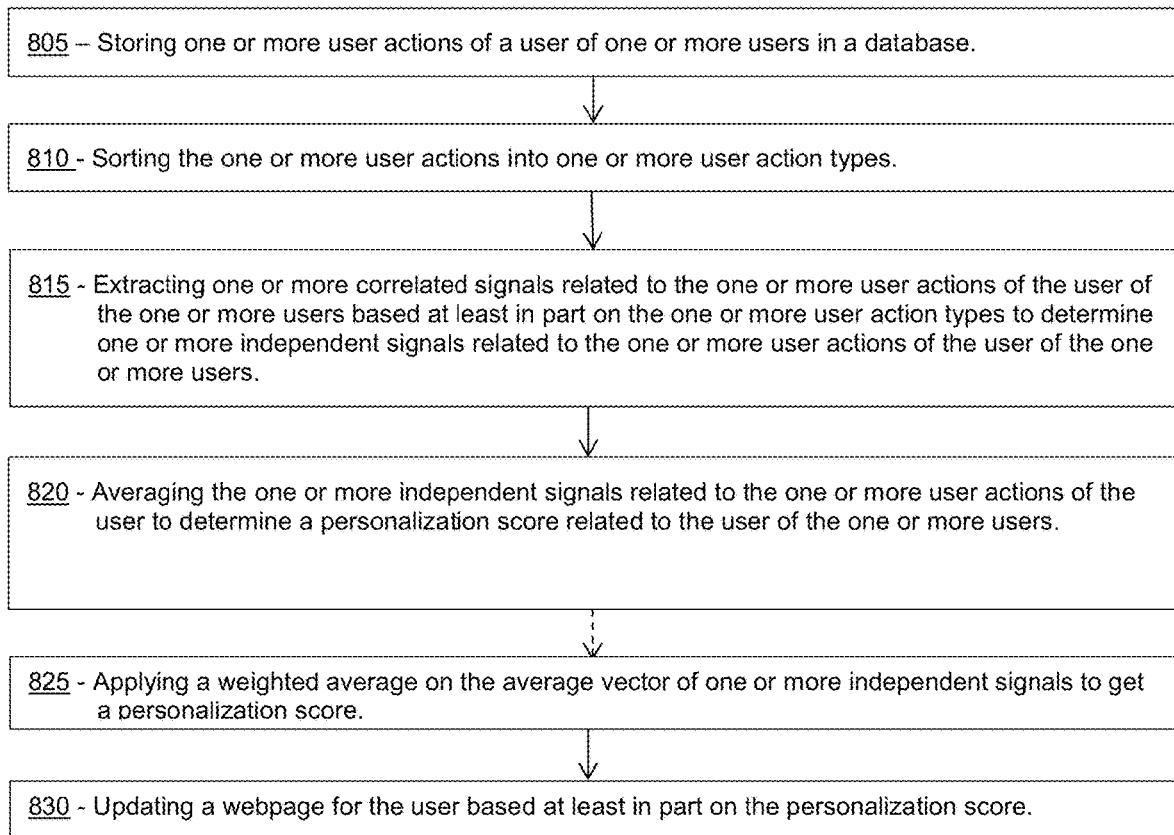 805 – Storing one or more user actions of a user of one or more users in a database.
810 - Sorting the one or more user actions into one or more user action types.
815 - Extracting one or more correlated signals related to the one or more user actions of the user of
the one or more users based at least in part on the one or more user action types to determine
one or more independent signals related to the one or more user actions of the user of the one
or more users.
820 - Averaging the one or more independent signals related to the one or more user actions of the
user to determine a personalization score related to the user of the one or more users.
825 - Applying a weighted average on the average vector of one or more independent signals to get
a personalization score.
830 - Updating a webpage for the user based at least in part on the personalization score.